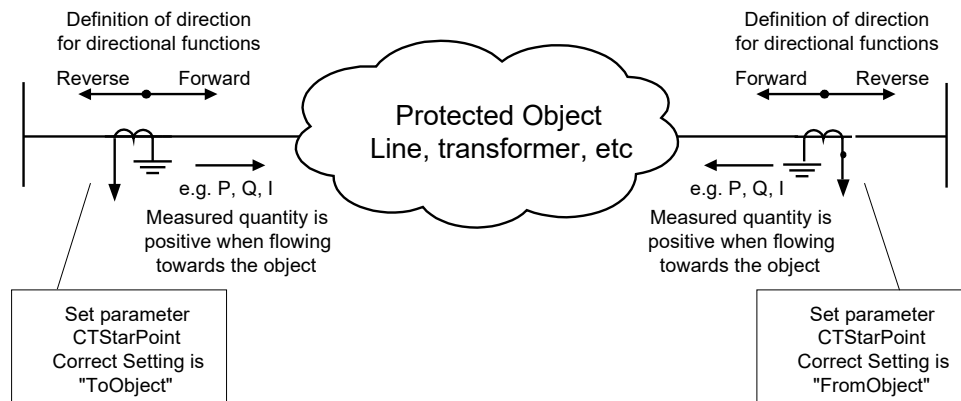 Definition of direction
for directional functions
Reverse
Forward
e.g. P, Q, I
Measured quantity is
positive when flowing
towards the object
Set parameter
CTStarPoint
Correct Setting is
"ToObject"
Protected Object
Line, transformer, etc
Definition of direction
for directional functions
Forward
Reverse
e.g. P, Q, I
Measured quantity is
positive when flowing
towards the object
Set parameter
CTStarPoint
Correct Setting is
"FromObject"